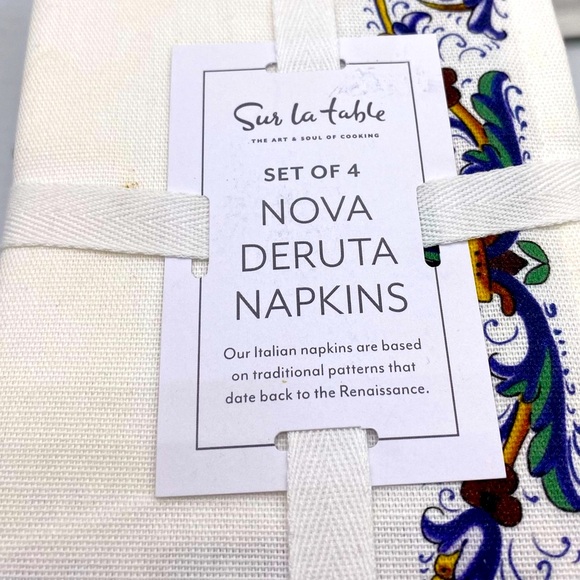 Sur la table
THE ART & SOUL OF COOKING
SET OF 4
NOVA
DERUTA
NAPKINS
Our Italian napkins are based
on traditional patterns that
date back to the Renaissance.